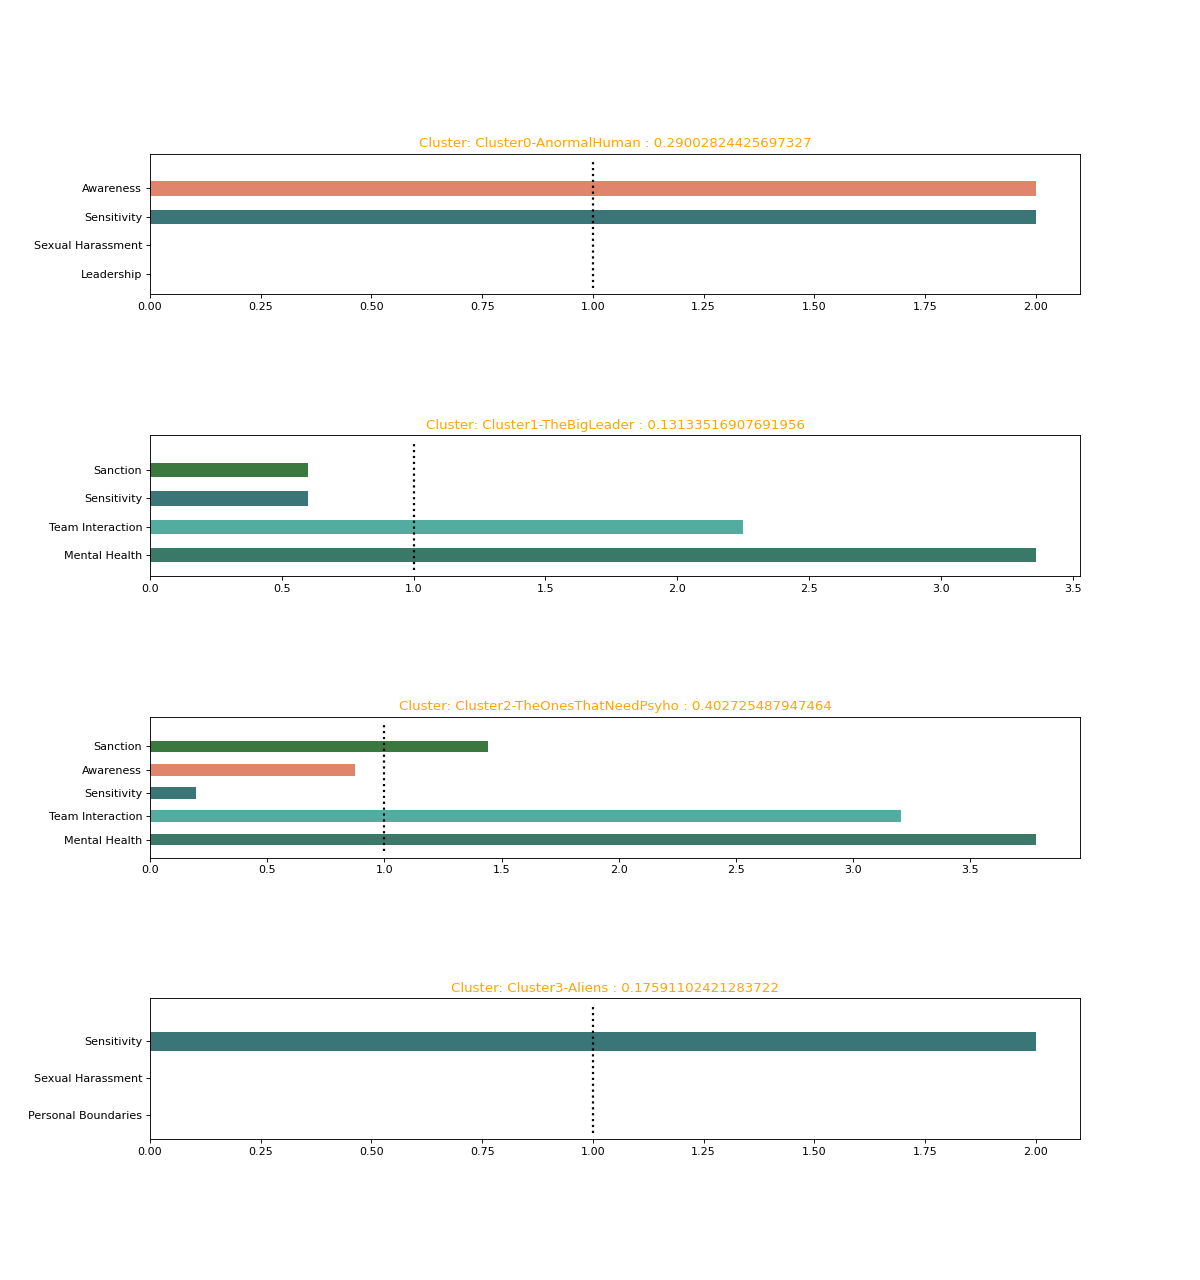 Cluster: Cluster0-AnormalHuman : 0.29002824425697327
Awareness
Sensitivity
Sexual Harassment
Leadership
0.00 0.25 0.50 0.75 1.00 1.25 1.50 1.75 2.00
Cluster: Cluster1-TheBigLeader : 0.13133516907691956
Sanction
Sensitivity
Team Interaction
Mental Health
0.0 0.5 1.0 1.5 2.0 2.5 3.0 3.5
Cluster: Cluster2-TheOnesThatNeedPsyho : 0.402725487947464
Sanction
Awareness
Sensitivity
Team Interaction
Mental Health
0.0 0.5 1.0 1.5 2.0 2.5 3.0 3.5
Cluster: Cluster3-Aliens : 0.17591102421283722
Sensitivity
Sexual Harassment
Personal Boundaries
0.00 0.25 0.50 0.75 1.00 1.25 1.50 1.75 2.00